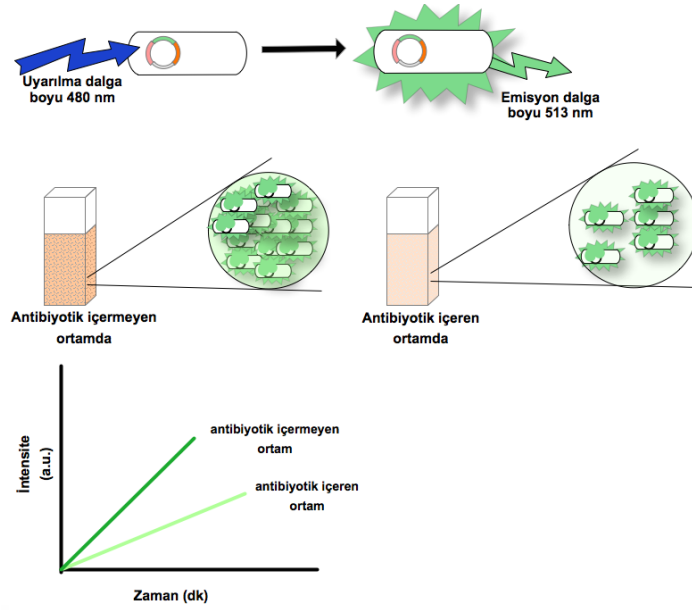 Uyarılma dalga
boyu 480 nm
Emisyon dalga
boyu 513 nm
Antibiyotik içermeyen
ortamda
Antibiyotik içeren
ortamda
İntensite
(a.u.)
antibiyotik içermeyen
ortam
antibiyotik içeren
ortam
Zaman (dk)